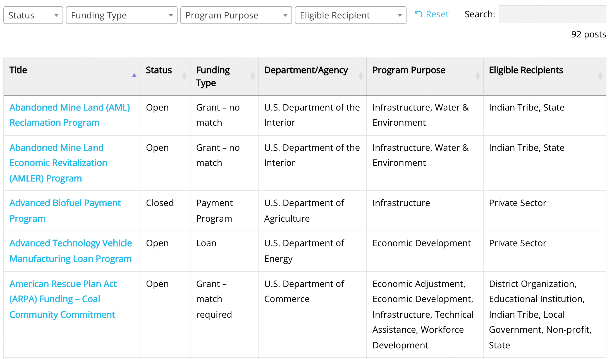 Status Funding Type Program Purpose Eligible Recipient Reset Search:
92 posts
Title Status Funding Type Department/Agency Program Purpose Eligible Recipients
Abandoned Mine Land (AML) Reclamation Program Open Grant – no match U.S. Department of the Interior Infrastructure, Water & Environment Indian Tribe, State
Abandoned Mine Land Economic Revitalization (AMLER) Program Open Grant – no match U.S. Department of the Interior Infrastructure, Water & Environment Indian Tribe, State
Advanced Biofuel Payment Program Closed Payment Program U.S. Department of Agriculture Infrastructure Private Sector
Advanced Technology Vehicle Manufacturing Loan Program Open Loan U.S. Department of Energy Economic Development Private Sector
American Rescue Plan Act (ARPA) Funding – Coal Community Commitment Open Grant – match required U.S. Department of Commerce Economic Adjustment, Economic Development, Infrastructure, Technical Assistance, Workforce Development District Organization, Educational Institution, Indian Tribe, Local Government, Non-profit, State